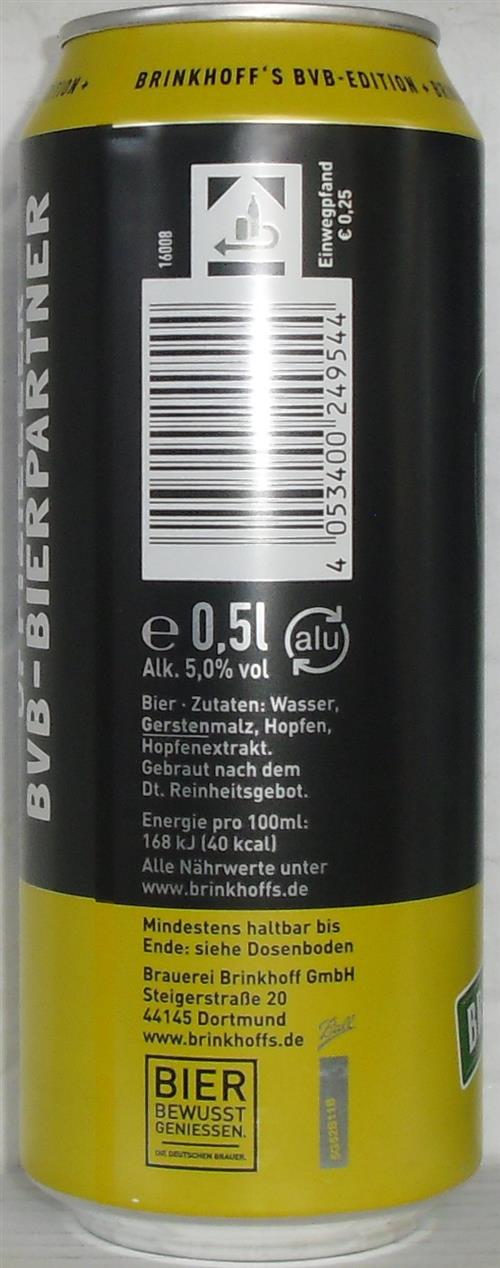 BRINKHOFF'S BVB-EDITION +
BVB-BIERPARTNER
16008
Einwegpfand
€ 0,25
4 053400 249544
e 0,5l
alu
Alk. 5,0% vol
Bier · Zutaten: Wasser,
Gerstenmalz, Hopfen,
Hopfenextrakt.
Gebraut nach dem
Dt. Reinheitsgebot.
Energie pro 100ml:
168 kJ (40 kcal)
Alle Nährwerte unter
www.brinkhoffs.de
Mindestens haltbar bis
Ende: siehe Dosenboden
Brauerei Brinkhoff GmbH
Steigerstraße 20
44145 Dortmund
www.brinkhoffs.de
Ball
BIER
BEWUSST
GENIESSEN.
DIE DEUTSCHEN BRAUER.